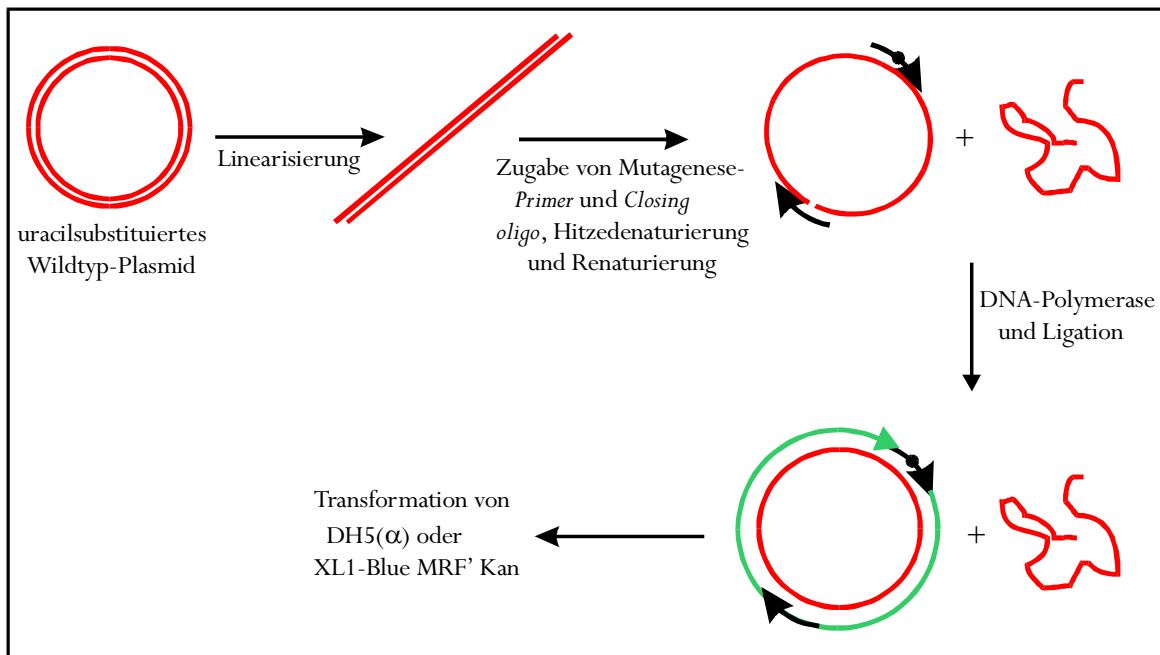 uracilsubstituiertes
Wildtyp-Plasmid
Linearisierung
Zugabe von Mutagenese-
Primer und Closing
oligo, Hitzedenaturierung
und Renaturierung
+
DNA-Polymerase
und Ligation
+
Transformation von
DH5(α) oder
XL1-Blue MRF' Kan